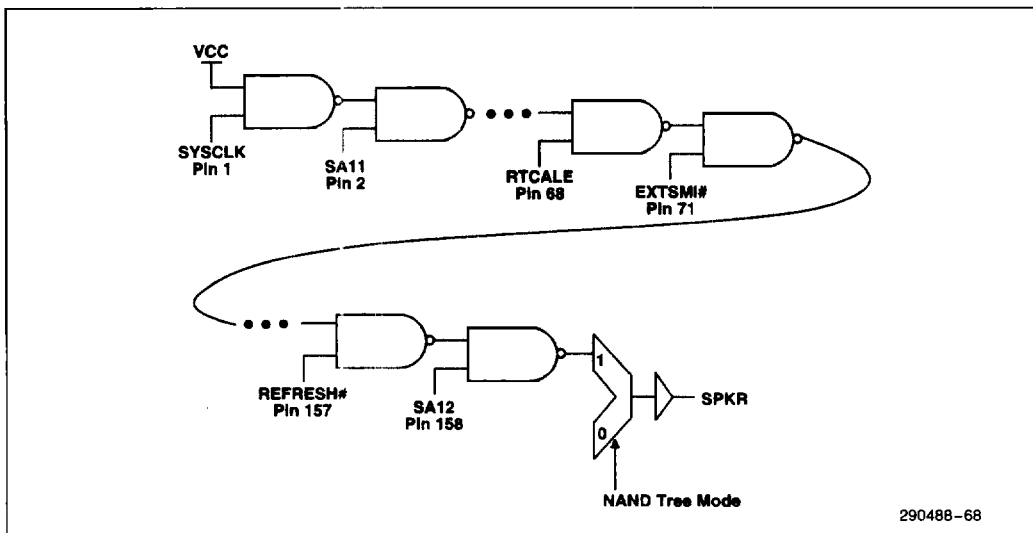 VCC
SYSCLK
Pin 1
SA11
Pin 2
RTCALE
Pin 68
EXTSMI#
Pin 71
REFRESH#
Pin 157
SA12
Pin 158
1
0
SPKR
NAND Tree Mode
290488-68